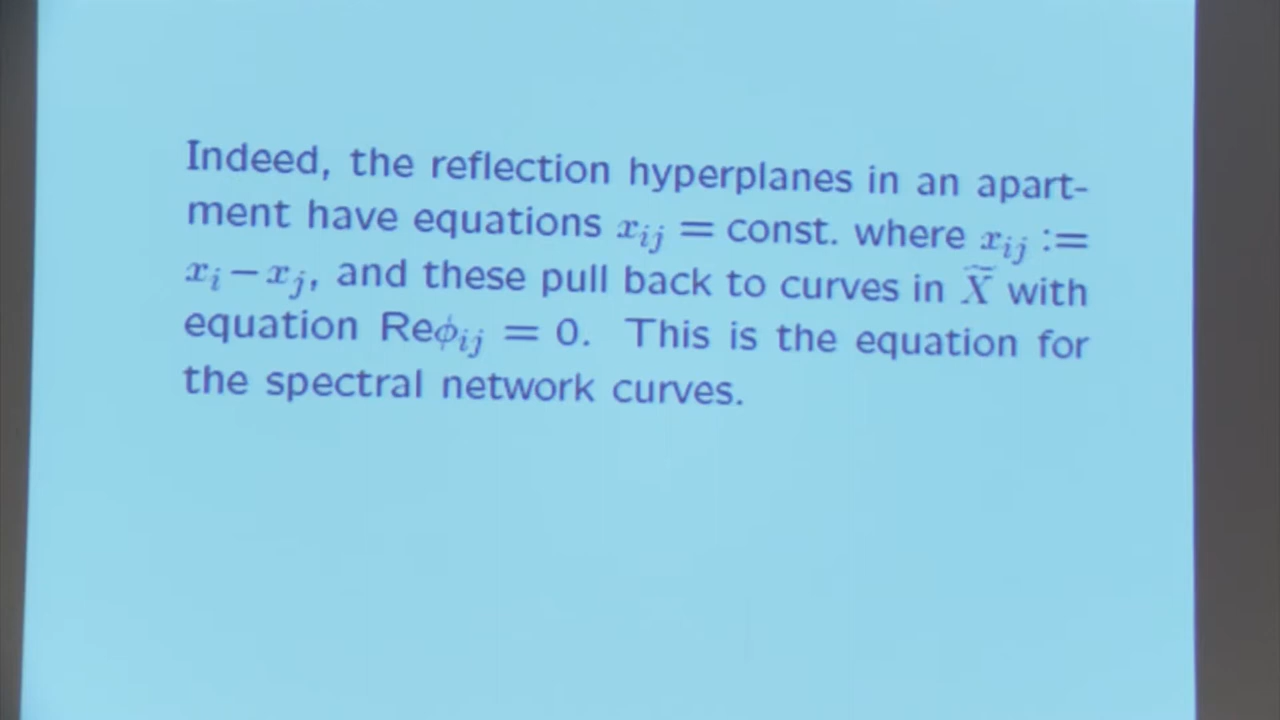 Indeed, the reflection hyperplanes in an apart-
ment have equations x_{ij} = const. where x_{ij} :=
x_i − x_j, and these pull back to curves in X̃ with
equation Reϕ_{ij} = 0. This is the equation for
the spectral network curves.